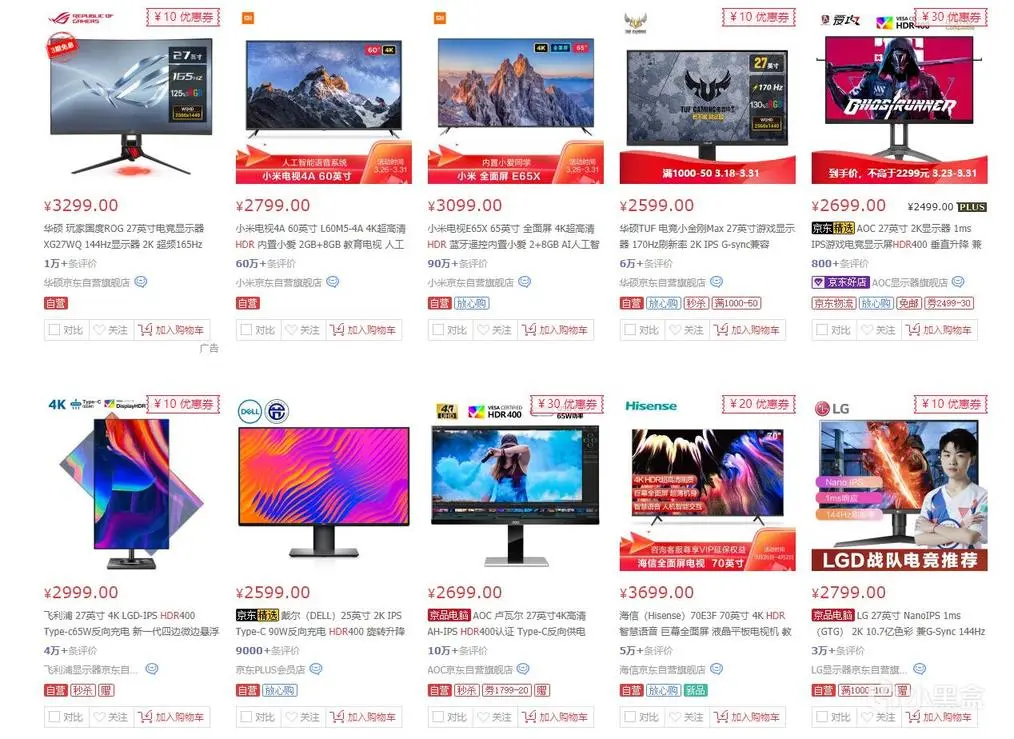 REPUBLIC OF
GAMERS
¥10 优惠券
3期免息
27英寸
165Hz
WQHD
2560x1440
¥3299.00
华硕 玩家国度ROG 27英寸电竞显示器
XG27WQ 144Hz显示器 2K 超频165Hz
1万+条评价
华硕京东自营旗舰店
自营
对比
关注
加入购物车
广告
60" 4K
人工智能语音系统
小米电视4A 60英寸
活动时间
3.26-3.31
¥2799.00
小米电视4A 60英寸 L60M5-4A 4K超高清
HDR 内置小爱 2GB+8GB 教育电视 人工
60万+条评价
小米京东自营旗舰店
自营
对比
关注
加入购物车
4K 全面屏 65"
内置小爱同学
小米 全面屏 E65X
活动时间
3.26-3.31
¥3099.00
小米电视E65X 65英寸 全面屏 4K超高清
HDR 蓝牙遥控内置小爱 2+8GB AI人工智
90万+条评价
小米京东自营旗舰店
自营
放心购
对比
关注
加入购物车
¥10 优惠券
27英寸
170 Hz
WQHD
2560x1440
TUF GAMING
满1000-50 3.18-3.31
¥2599.00
华硕TUF 电竞小金刚Max 27英寸游戏显示
器 170Hz刷新率 2K IPS G-sync兼容
6万+条评价
华硕京东自营旗舰店
自营
放心购
秒杀
满1000-50
对比
关注
加入购物车
¥30 优惠券
GHOSTRUNNER
到手价，不高于2299元 3.23-3.31
¥2699.00
¥2499.00 PLUS
京东精选 AOC 27英寸 2K显示器 1ms
IPS游戏电竞显示屏HDR400 垂直升降 兼
800+条评价
京东好店
AOC显示器旗舰店
京东物流
放心购
免邮
券2499-30
对比
关注
加入购物车
4K
Type-C
DisplayHDR
¥10 优惠券
¥2999.00
飞利浦 27英寸 4K LGD-IPS HDR400
Type-c65W反向充电 新一代四边微边悬浮
4万+条评价
飞利浦显示器京东自...
自营
秒杀
赠
对比
关注
加入购物车
DELL
¥2599.00
京东精选 戴尔（DELL）25英寸 2K IPS
Type-C 90W反向充电 HDR400 旋转升降
9000+条评价
京东PLUS会员店
自营
放心购
对比
关注
加入购物车
4K
UHD
VESA CERTIFIED
HDR400
¥30 优惠券
65W功率
¥2699.00
京品电脑 AOC 卢瓦尔 27英寸4K高清
AH-IPS HDR400认证 Type-C反向供电
10万+条评价
AOC京东自营旗舰店
自营
秒杀
券1799-20
赠
对比
关注
加入购物车
Hisense
¥20 优惠券
70"
4K HDR超高清画质
巨幕全面屏 超薄机身
智慧语音 人机智能交互
咨询客服尊享VIP延保权益
海信全面屏电视 70英寸
活动时间
¥3699.00
海信（Hisense）70E3F 70英寸 4K HDR
智慧语音 巨幕全面屏 液晶平板电视机 教
5万+条评价
海信京东自营旗舰店
自营
放心购
新品
对比
关注
加入购物车
LG
¥10 优惠券
Nano IPS
1ms响应
LGD战队电竞推荐
¥2799.00
京品电脑 LG 27英寸 NanoIPS 1ms
（GTG） 2K 10.7亿色彩 兼G-Sync 144Hz
3万+条评价
LG显示器京东自营旗...
自营
满1000-100
赠
对比
关注
加入购物车
小黑盒